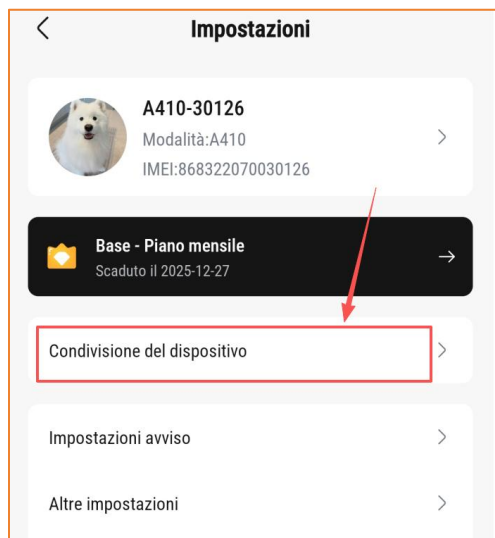 Impostazioni
A410-30126
Modalità:A410
IMEI:868322070030126
Base - Piano mensile
Scaduto il 2025-12-27
Condivisione del dispositivo
Impostazioni avviso
Altre impostazioni